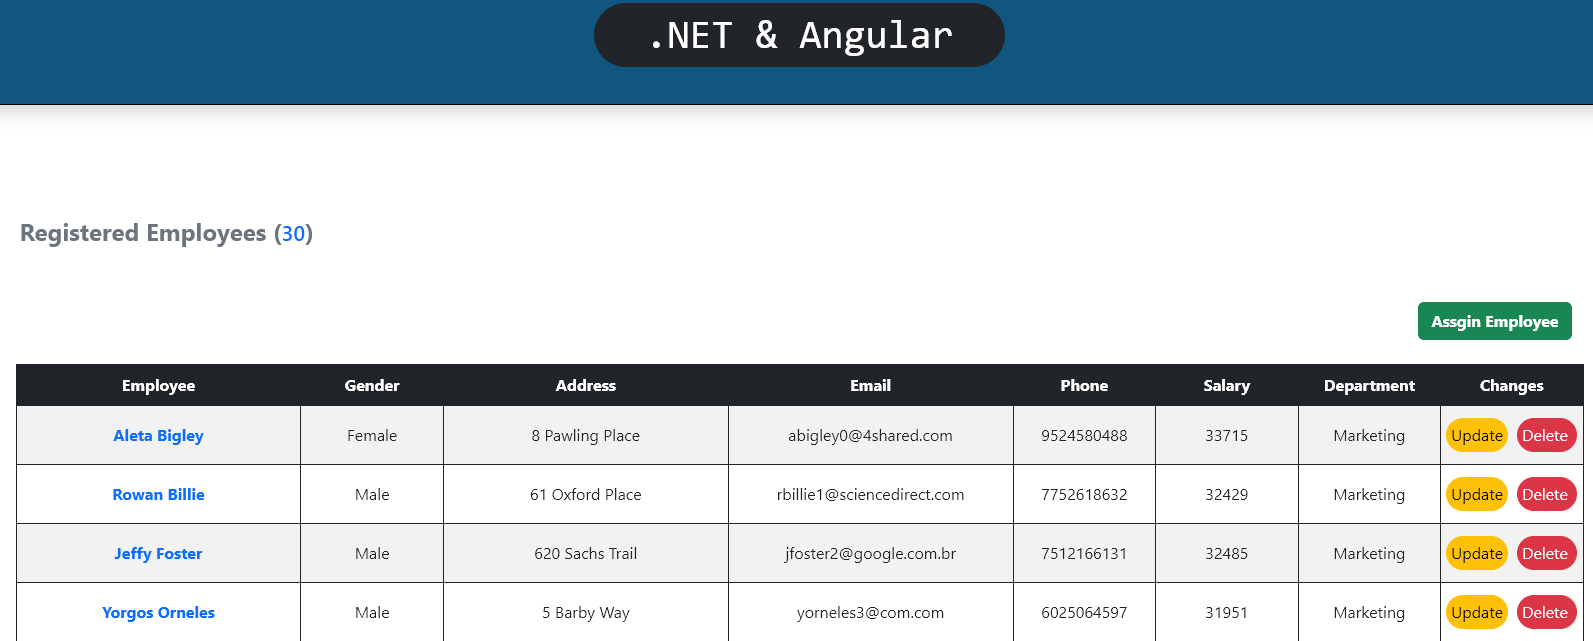 .NET & Angular
Registered Employees (30)
Assgin Employee
Employee Gender Address Email Phone Salary Department Changes
Aleta Bigley Female 8 Pawling Place abigley0@4shared.com 9524580488 33715 Marketing Update Delete
Rowan Billie Male 61 Oxford Place rbillie1@sciencedirect.com 7752618632 32429 Marketing Update Delete
Jeffy Foster Male 620 Sachs Trail jfoster2@google.com.br 7512166131 32485 Marketing Update Delete
Yorgos Orneles Male 5 Barby Way yorneles3@com.com 6025064597 31951 Marketing Update Delete